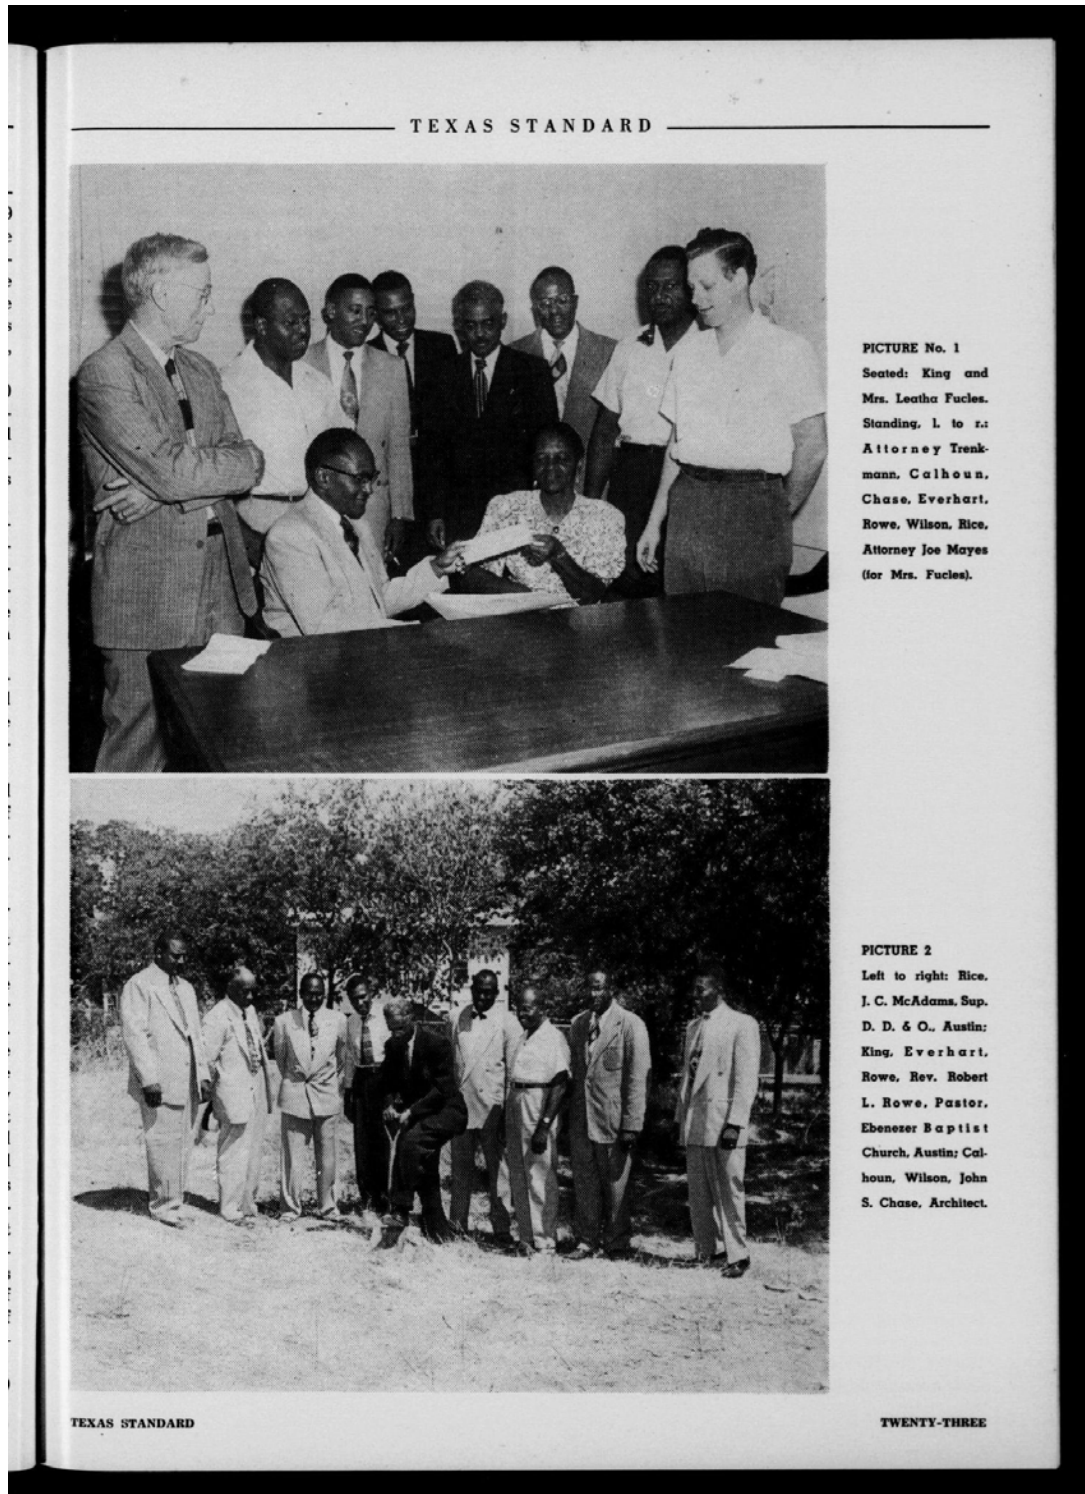 TEXAS STANDARD
PICTURE No. 1
Seated: King and
Mrs. Leatha Fucles.
Standing, l. to r.:
Attorney Trenk-
mann, Calhoun,
Chase, Everhart,
Rowe, Wilson, Rice,
Attorney Joe Mayes
(for Mrs. Fucles).
PICTURE 2
Left to right: Rice,
J. C. McAdams, Sup.
D. D. & O., Austin;
King, Everhart,
Rowe, Rev. Robert
L. Rowe, Pastor,
Ebenezer Baptist
Church, Austin; Cal-
houn, Wilson, John
S. Chase, Architect.
TEXAS STANDARD
TWENTY-THREE